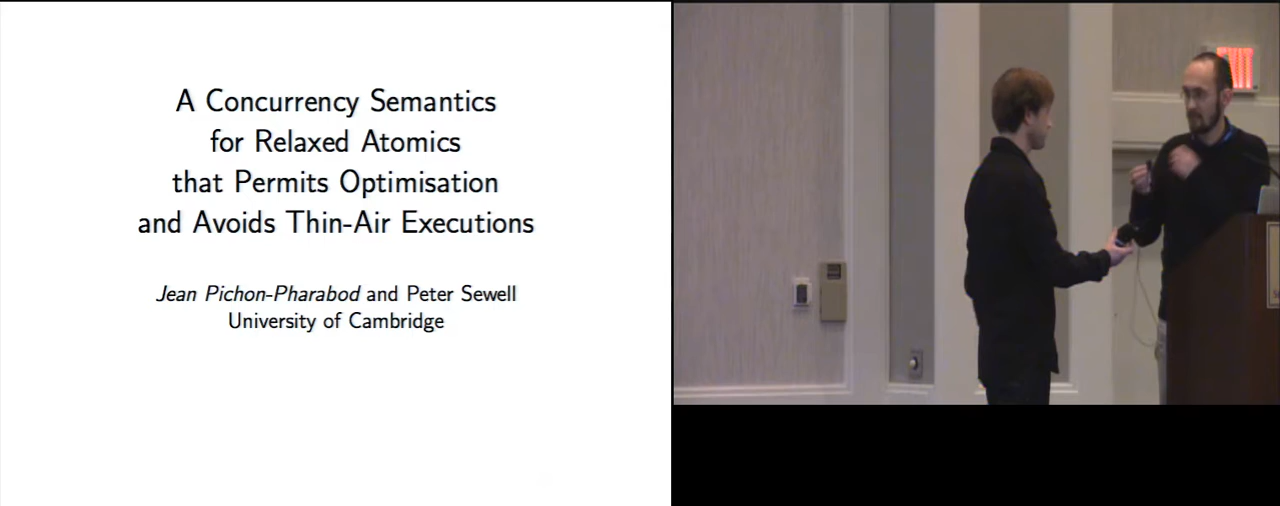 A Concurrency Semantics
for Relaxed Atomics
that Permits Optimisation
and Avoids Thin-Air Executions
Jean Pichon-Pharabod and Peter Sewell
University of Cambridge